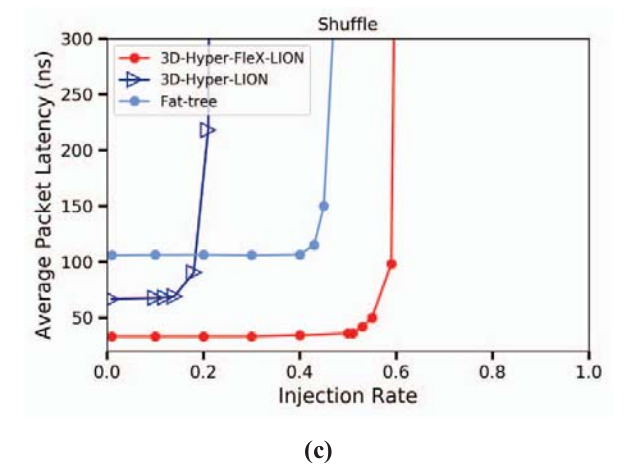 Shuffle
300
250
200
150
100
50
Average Packet Latency (ns)
3D-Hyper-FleX-LION
3D-Hyper-LION
Fat-tree
0.0 0.2 0.4 0.6 0.8 1.0
Injection Rate
(c)